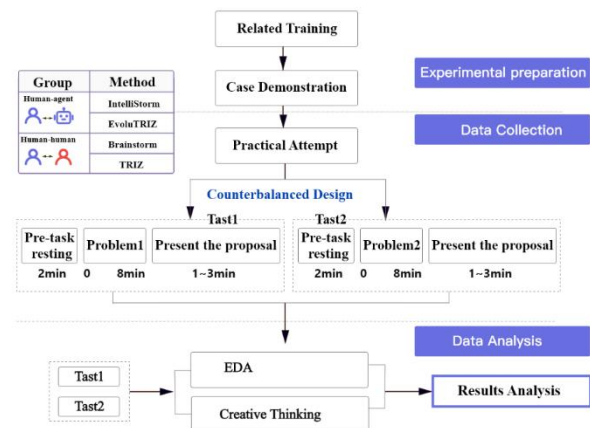 Related Training
Case Demonstration
Experimental preparation
Group
Method
Human-agent
IntelliStorm
EvoluTRIZ
Human-human
Brainstorm
TRIZ
Data Collection
Practical Attempt
Counterbalanced Design
Tast1
Pre-task
resting
Problem1
Present the proposal
2min
0
8min
1~3min
Tast2
Pre-task
resting
Problem2
Present the proposal
2min
0
8min
1~3min
Data Analysis
Tast1
Tast2
EDA
Creative Thinking
Results Analysis